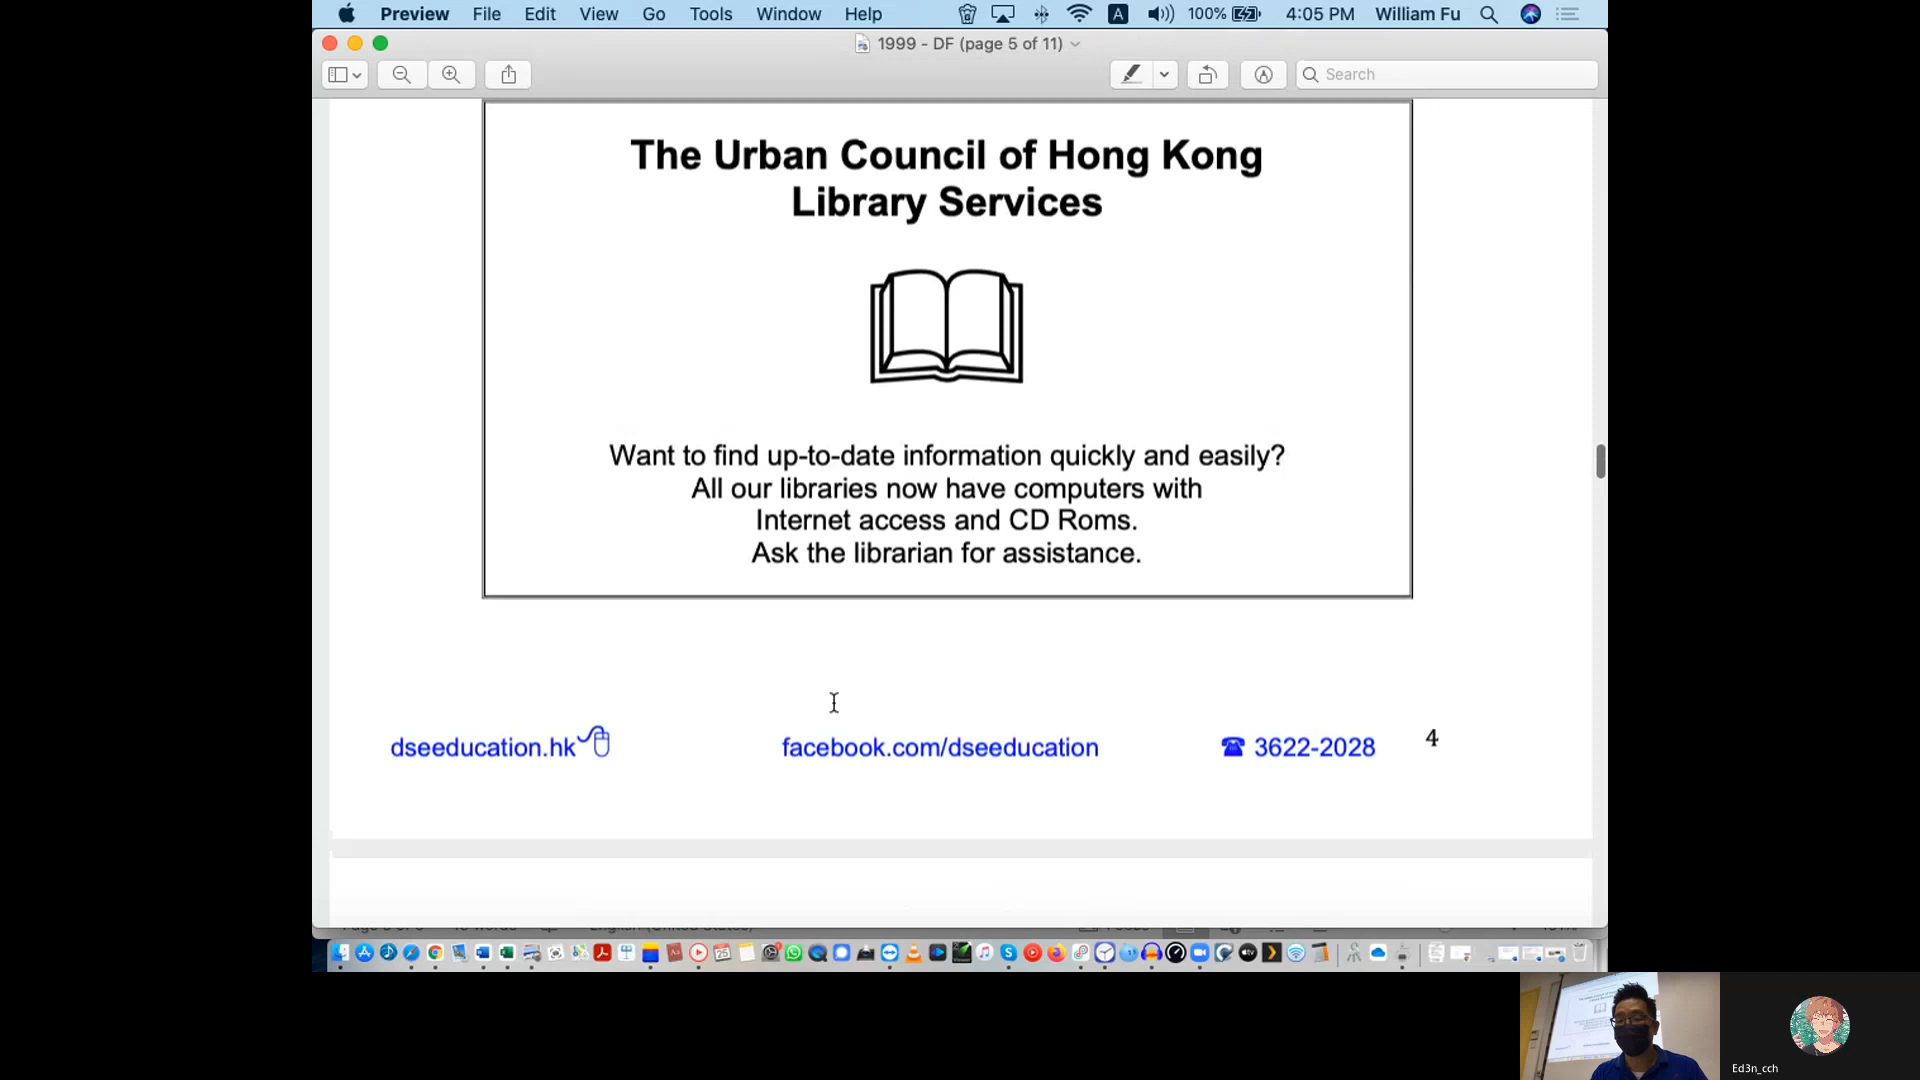 Preview File Edit View Go Tools Window Help A 100% 4:05 PM William Fu
1999 - DF (page 5 of 11)
Search
The Urban Council of Hong Kong
Library Services
Want to find up-to-date information quickly and easily?
All our libraries now have computers with
Internet access and CD Roms.
Ask the librarian for assistance.
dseeducation.hk facebook.com/dseeducation ☎ 3622-2028 4
Ed3n_cch